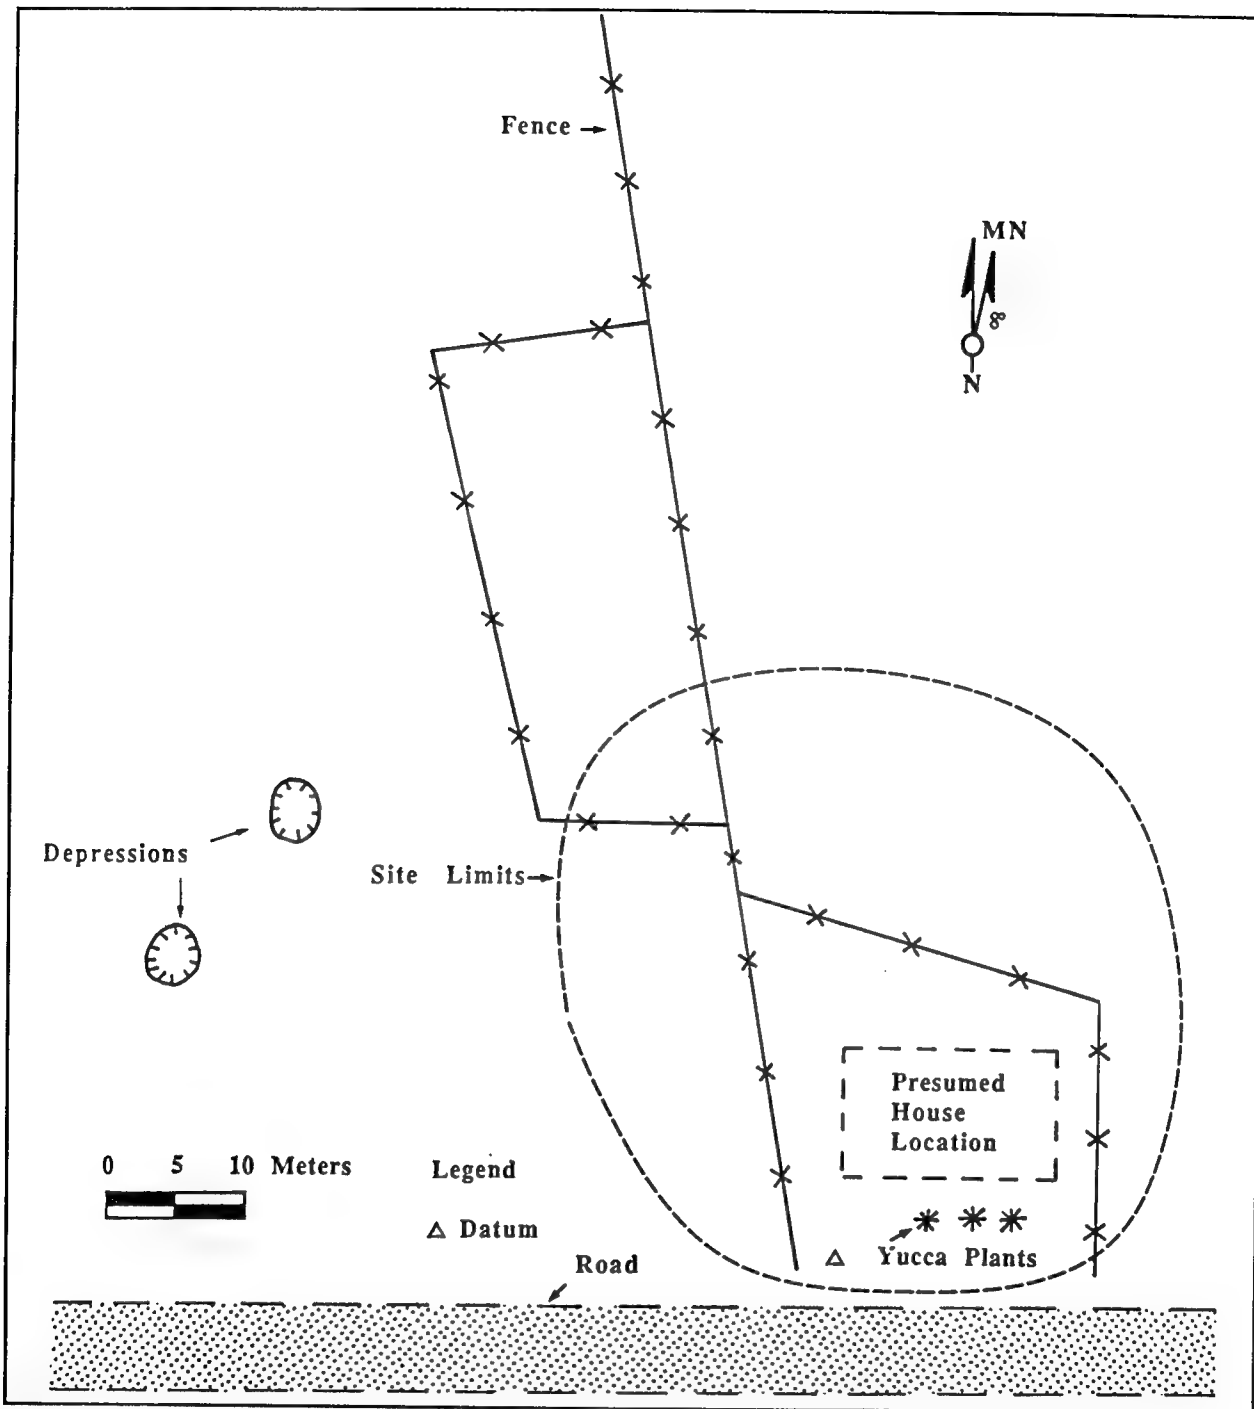 Fence
MN
8°
N
Depressions
Site Limits
Presumed
House
Location
0 5 10 Meters
Legend
Datum
Yucca Plants
Road